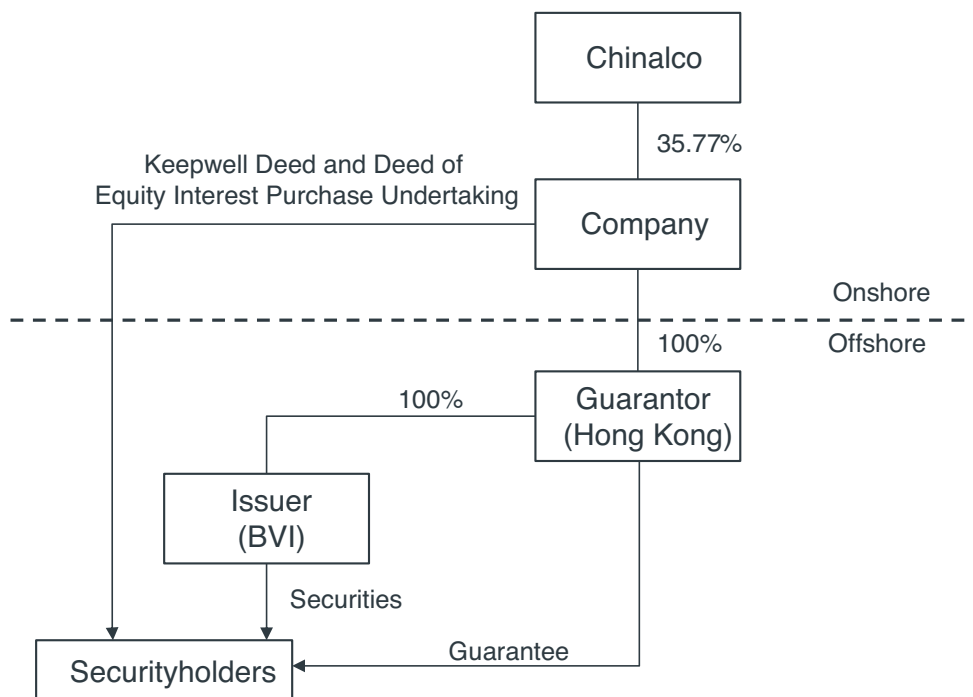 Chinalco
35.77%
Keepwell Deed and Deed of
Equity Interest Purchase Undertaking
Company
Onshore
Offshore
100%
100%
Guarantor
(Hong Kong)
Issuer
(BVI)
Securities
Guarantee
Securityholders